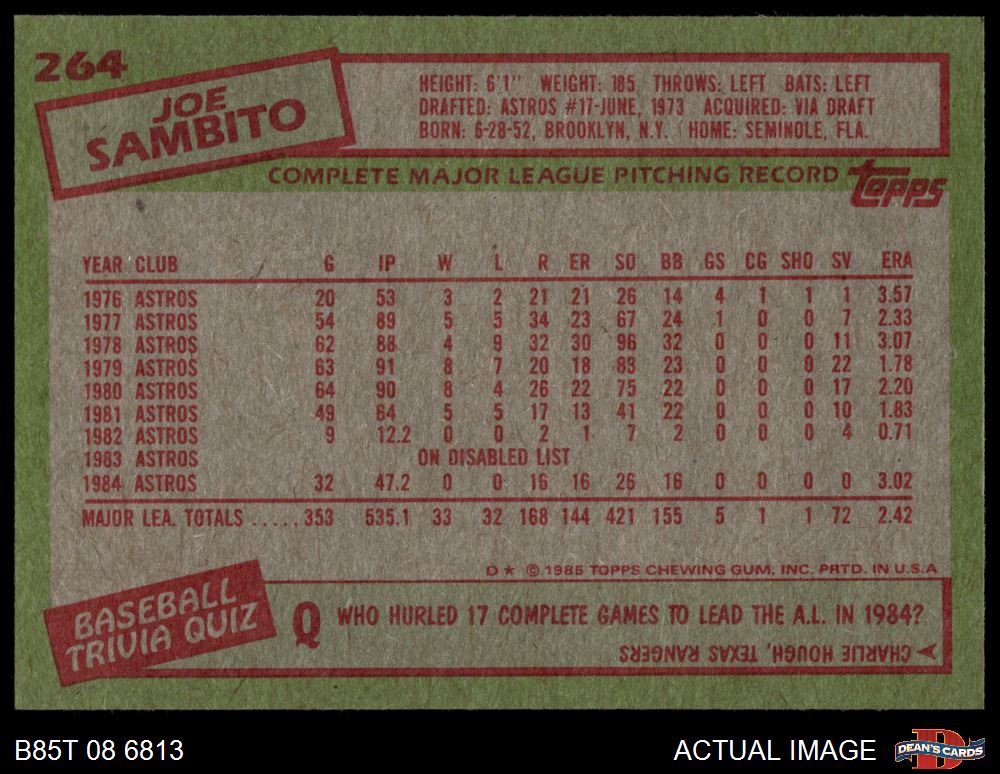 264
JOE
SAMBITO
HEIGHT: 6'1" WEIGHT: 185 THROWS: LEFT BATS: LEFT
DRAFTED: ASTROS #17-JUNE, 1973 ACQUIRED: VIA DRAFT
BORN: 6-28-52, BROOKLYN, N.Y. HOME: SEMINOLE, FLA.
COMPLETE MAJOR LEAGUE PITCHING RECORD
topps
YEAR CLUB G IP W L R ER SO BB GS CG SHO SV ERA
1976 ASTROS 20 53 3 2 21 21 26 14 4 1 1 1 3.57
1977 ASTROS 54 89 5 5 34 23 67 24 1 0 0 7 2.33
1978 ASTROS 62 88 4 9 32 30 96 32 0 0 0 11 3.07
1979 ASTROS 63 91 8 7 20 18 83 23 0 0 0 22 1.78
1980 ASTROS 64 90 8 4 26 22 75 22 0 0 0 17 2.20
1981 ASTROS 49 64 5 5 17 13 41 22 0 0 0 10 1.83
1982 ASTROS 9 12.2 0 0 2 1 7 2 0 0 0 4 0.71
1983 ASTROS ON DISABLED LIST
1984 ASTROS 32 47.2 0 0 16 16 26 16 0 0 0 0 3.02
MAJOR LEA. TOTALS ..... 353 535.1 33 32 168 144 421 155 5 1 1 72 2.42
D★ © 1985 TOPPS CHEWING GUM, INC. PRTD. IN U.S.A
BASEBALL
TRIVIA QUIZ
Q WHO HURLED 17 COMPLETE GAMES TO LEAD THE A.L. IN 1984?
CHARLIE HOUGH, TEXAS RANGERS
B85T 08 6813
ACTUAL IMAGE
D
DEAN'S CARDS